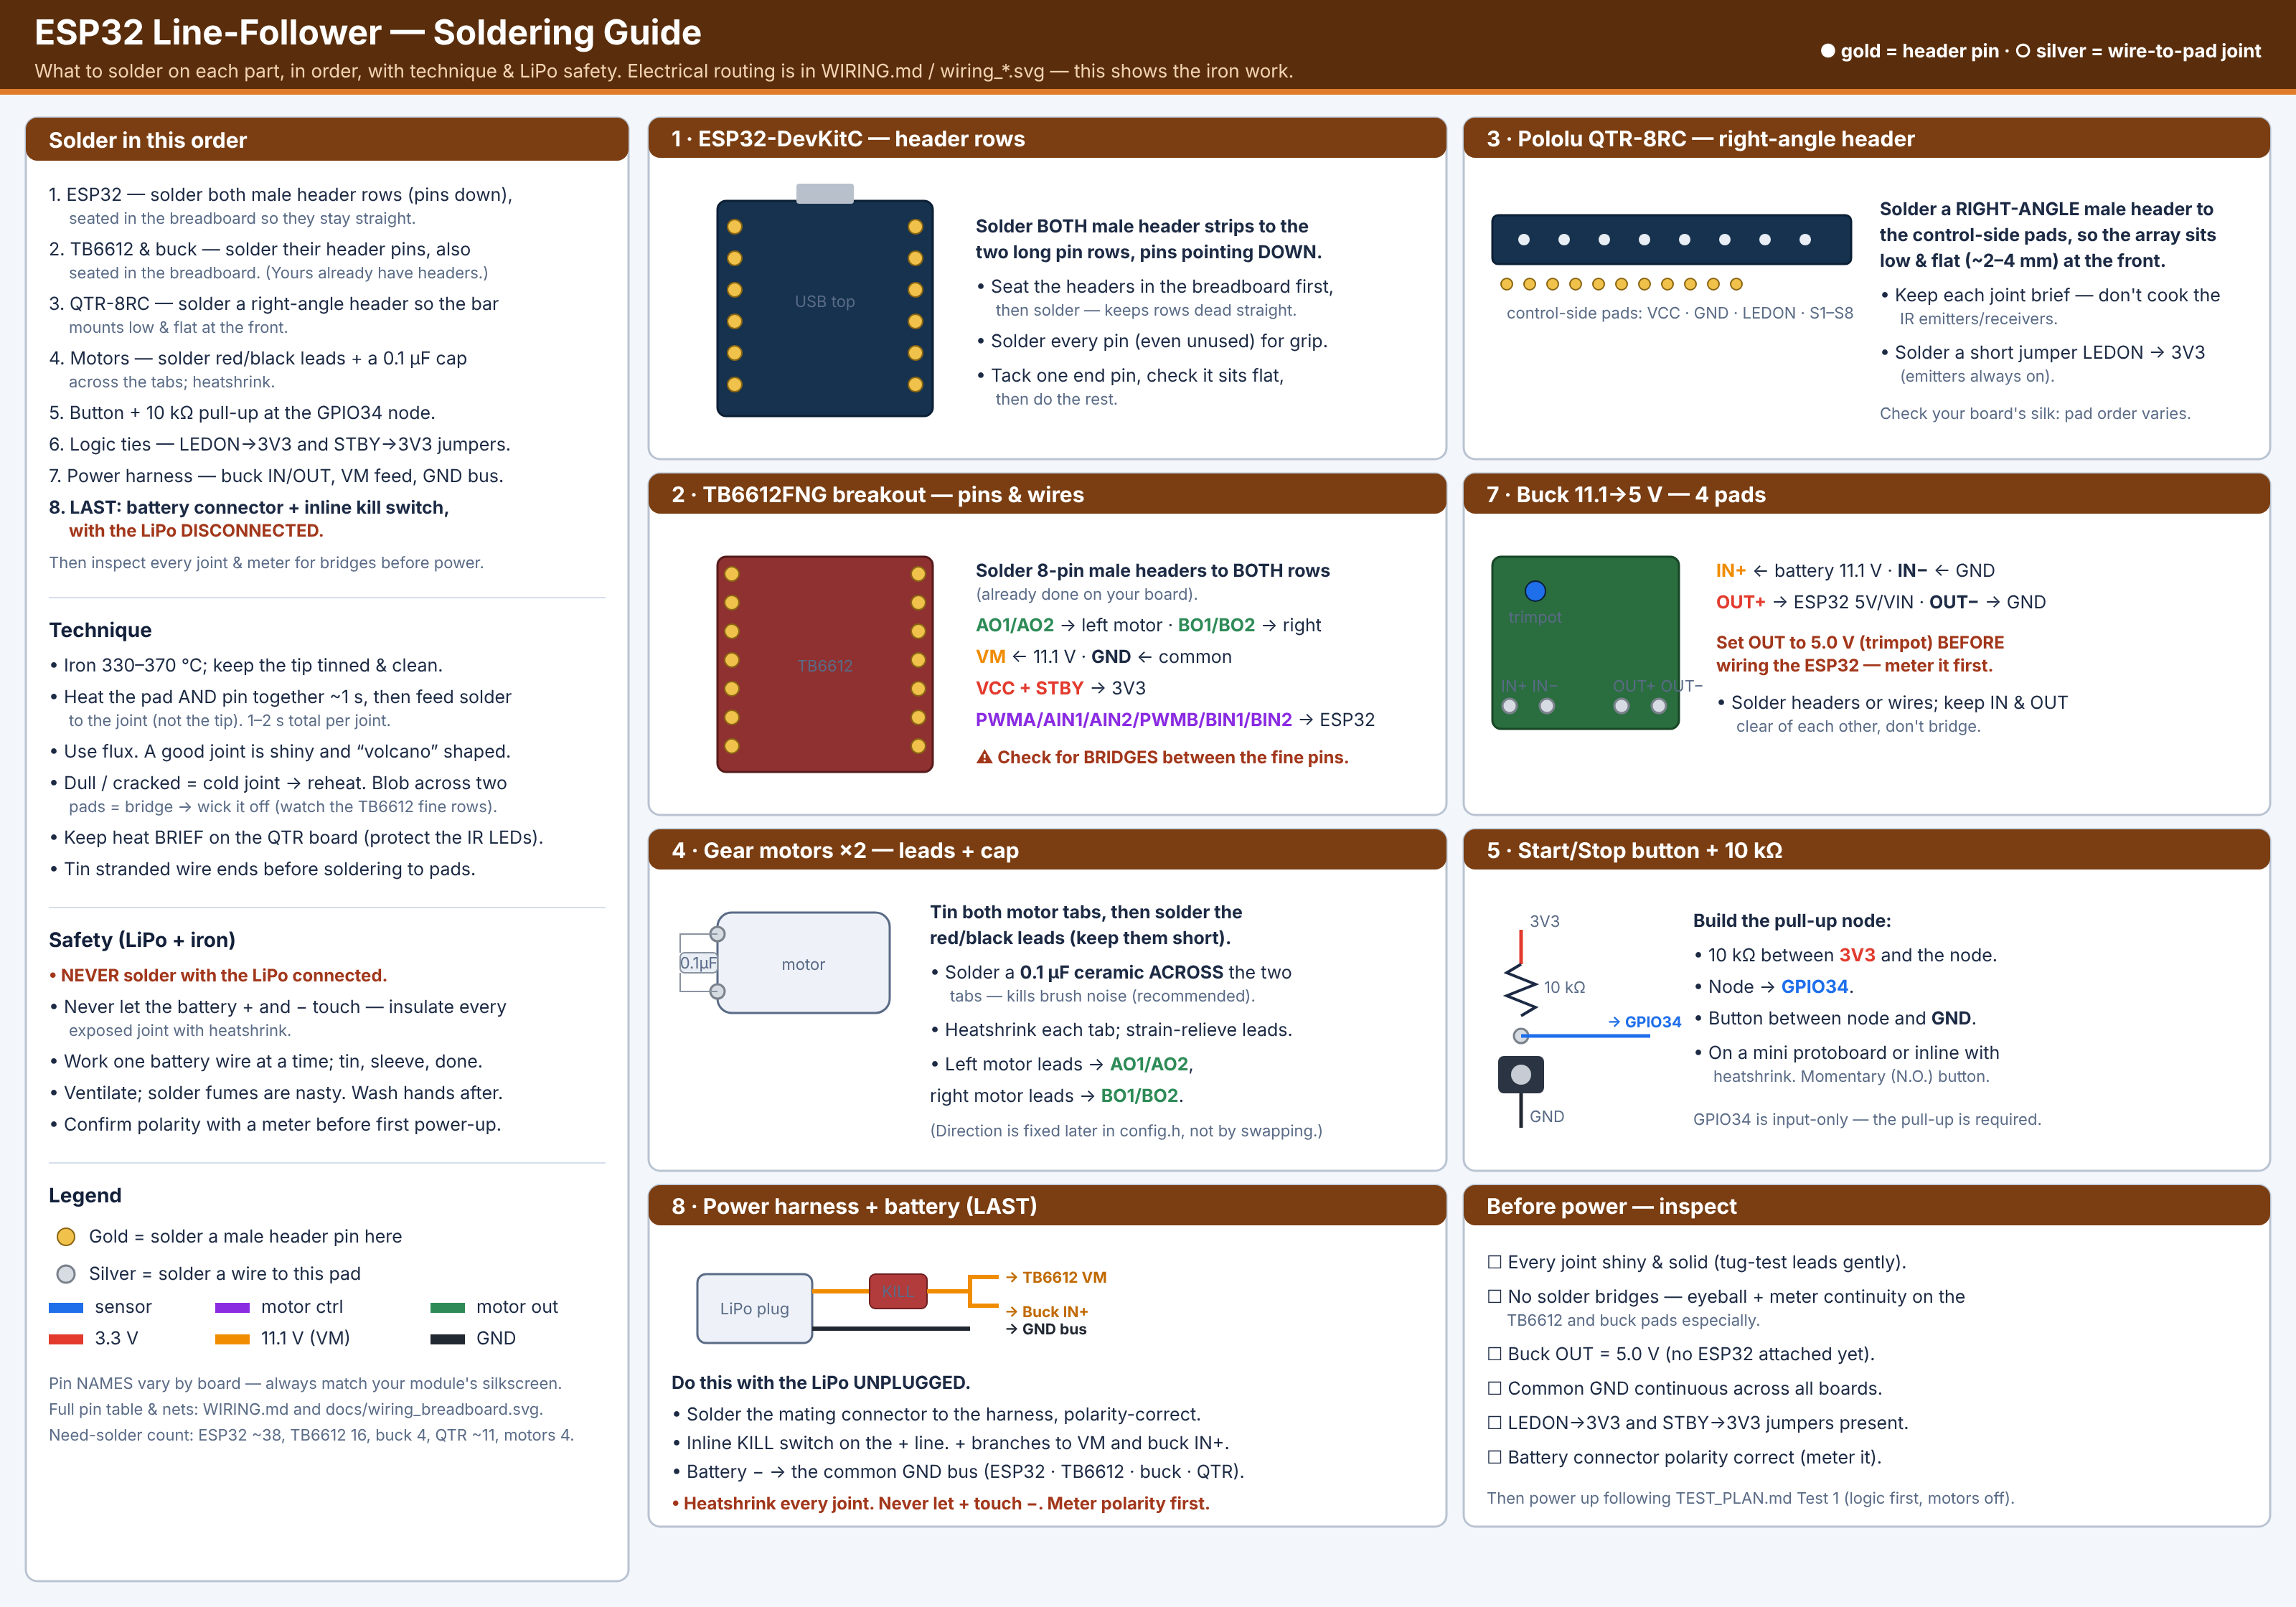 ESP32 Line-Follower — Soldering Guide
What to solder on each part, in order, with technique & LiPo safety. Electrical routing is in WIRING.md / wiring_*.svg — this shows the iron work.
● gold = header pin · ○ silver = wire-to-pad joint
Solder in this order
1. ESP32 — solder both male header rows (pins down),
seated in the breadboard so they stay straight.
2. TB6612 & buck — solder their header pins, also
seated in the breadboard. (Yours already have headers.)
3. QTR-8RC — solder a right-angle header so the bar
mounts low & flat at the front.
4. Motors — solder red/black leads + a 0.1 µF cap
across the tabs; heatshrink.
5. Button + 10 kΩ pull-up at the GPIO34 node.
6. Logic ties — LEDON→3V3 and STBY→3V3 jumpers.
7. Power harness — buck IN/OUT, VM feed, GND bus.
8. LAST: battery connector + inline kill switch,
with the LiPo DISCONNECTED.
Then inspect every joint & meter for bridges before power.
Technique
• Iron 330–370 °C; keep the tip tinned & clean.
• Heat the pad AND pin together ~1 s, then feed solder
to the joint (not the tip). 1–2 s total per joint.
• Use flux. A good joint is shiny and “volcano” shaped.
• Dull / cracked = cold joint → reheat. Blob across two
pads = bridge → wick it off (watch the TB6612 fine rows).
• Keep heat BRIEF on the QTR board (protect the IR LEDs).
• Tin stranded wire ends before soldering to pads.
Safety (LiPo + iron)
• NEVER solder with the LiPo connected.
• Never let the battery + and − touch — insulate every
exposed joint with heatshrink.
• Work one battery wire at a time; tin, sleeve, done.
• Ventilate; solder fumes are nasty. Wash hands after.
• Confirm polarity with a meter before first power-up.
Legend
Gold = solder a male header pin here
Silver = solder a wire to this pad
sensor motor ctrl motor out
3.3 V 11.1 V (VM) GND
Pin NAMES vary by board — always match your module's silkscreen.
Full pin table & nets: WIRING.md and docs/wiring_breadboard.svg.
Need-solder count: ESP32 ~38, TB6612 16, buck 4, QTR ~11, motors 4.
1 · ESP32-DevKitC — header rows
USB top
Solder BOTH male header strips to the
two long pin rows, pins pointing DOWN.
• Seat the headers in the breadboard first,
then solder — keeps rows dead straight.
• Solder every pin (even unused) for grip.
• Tack one end pin, check it sits flat,
then do the rest.
3 · Pololu QTR-8RC — right-angle header
control-side pads: VCC · GND · LEDON · S1–S8
Solder a RIGHT-ANGLE male header to
the control-side pads, so the array sits
low & flat (~2–4 mm) at the front.
• Keep each joint brief — don't cook the
IR emitters/receivers.
• Solder a short jumper LEDON → 3V3
(emitters always on).
Check your board's silk: pad order varies.
2 · TB6612FNG breakout — pins & wires
TB6612
Solder 8-pin male headers to BOTH rows
(already done on your board).
AO1/AO2 → left motor · BO1/BO2 → right
VM ← 11.1 V · GND ← common
VCC + STBY → 3V3
PWMA/AIN1/AIN2/PWMB/BIN1/BIN2 → ESP32
⚠ Check for BRIDGES between the fine pins.
7 · Buck 11.1→5 V — 4 pads
trimpot
IN+ IN− OUT+ OUT−
IN+ ← battery 11.1 V · IN− ← GND
OUT+ → ESP32 5V/VIN · OUT− → GND
Set OUT to 5.0 V (trimpot) BEFORE
wiring the ESP32 — meter it first.
• Solder headers or wires; keep IN & OUT
clear of each other, don't bridge.
4 · Gear motors ×2 — leads + cap
0.1µF
motor
Tin both motor tabs, then solder the
red/black leads (keep them short).
• Solder a 0.1 µF ceramic ACROSS the two
tabs — kills brush noise (recommended).
• Heatshrink each tab; strain-relieve leads.
• Left motor leads → AO1/AO2,
right motor leads → BO1/BO2.
(Direction is fixed later in config.h, not by swapping.)
5 · Start/Stop button + 10 kΩ
3V3
10 kΩ
→ GPIO34
GND
Build the pull-up node:
• 10 kΩ between 3V3 and the node.
• Node → GPIO34.
• Button between node and GND.
• On a mini protoboard or inline with
heatshrink. Momentary (N.O.) button.
GPIO34 is input-only — the pull-up is required.
8 · Power harness + battery (LAST)
LiPo plug
KILL
→ TB6612 VM
→ Buck IN+
→ GND bus
Do this with the LiPo UNPLUGGED.
• Solder the mating connector to the harness, polarity-correct.
• Inline KILL switch on the + line. + branches to VM and buck IN+.
• Battery − → the common GND bus (ESP32 · TB6612 · buck · QTR).
• Heatshrink every joint. Never let + touch −. Meter polarity first.
Before power — inspect
☐ Every joint shiny & solid (tug-test leads gently).
☐ No solder bridges — eyeball + meter continuity on the
TB6612 and buck pads especially.
☐ Buck OUT = 5.0 V (no ESP32 attached yet).
☐ Common GND continuous across all boards.
☐ LEDON→3V3 and STBY→3V3 jumpers present.
☐ Battery connector polarity correct (meter it).
Then power up following TEST_PLAN.md Test 1 (logic first, motors off).